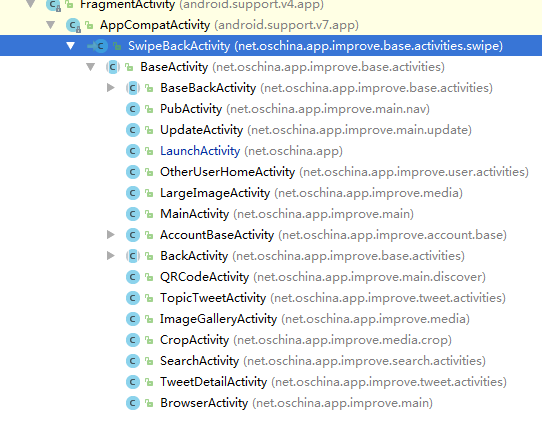 FragmentActivity (android.support.v4.app)
AppCompatActivity (android.support.v7.app)
SwipeBackActivity (net.oschina.app.improve.base.activities.swipe)
BaseActivity (net.oschina.app.improve.base.activities)
BaseBackActivity (net.oschina.app.improve.base.activities)
PubActivity (net.oschina.app.improve.main.nav)
UpdateActivity (net.oschina.app.improve.main.update)
LaunchActivity (net.oschina.app)
OtherUserHomeActivity (net.oschina.app.improve.user.activities)
LargeImageActivity (net.oschina.app.improve.media)
MainActivity (net.oschina.app.improve.main)
AccountBaseActivity (net.oschina.app.improve.account.base)
BackActivity (net.oschina.app.improve.base.activities)
QRCodeActivity (net.oschina.app.improve.main.discover)
TopicTweetActivity (net.oschina.app.improve.tweet.activities)
ImageGalleryActivity (net.oschina.app.improve.media)
CropActivity (net.oschina.app.improve.media.crop)
SearchActivity (net.oschina.app.improve.search.activities)
TweetDetailActivity (net.oschina.app.improve.tweet.activities)
BrowserActivity (net.oschina.app.improve.main)